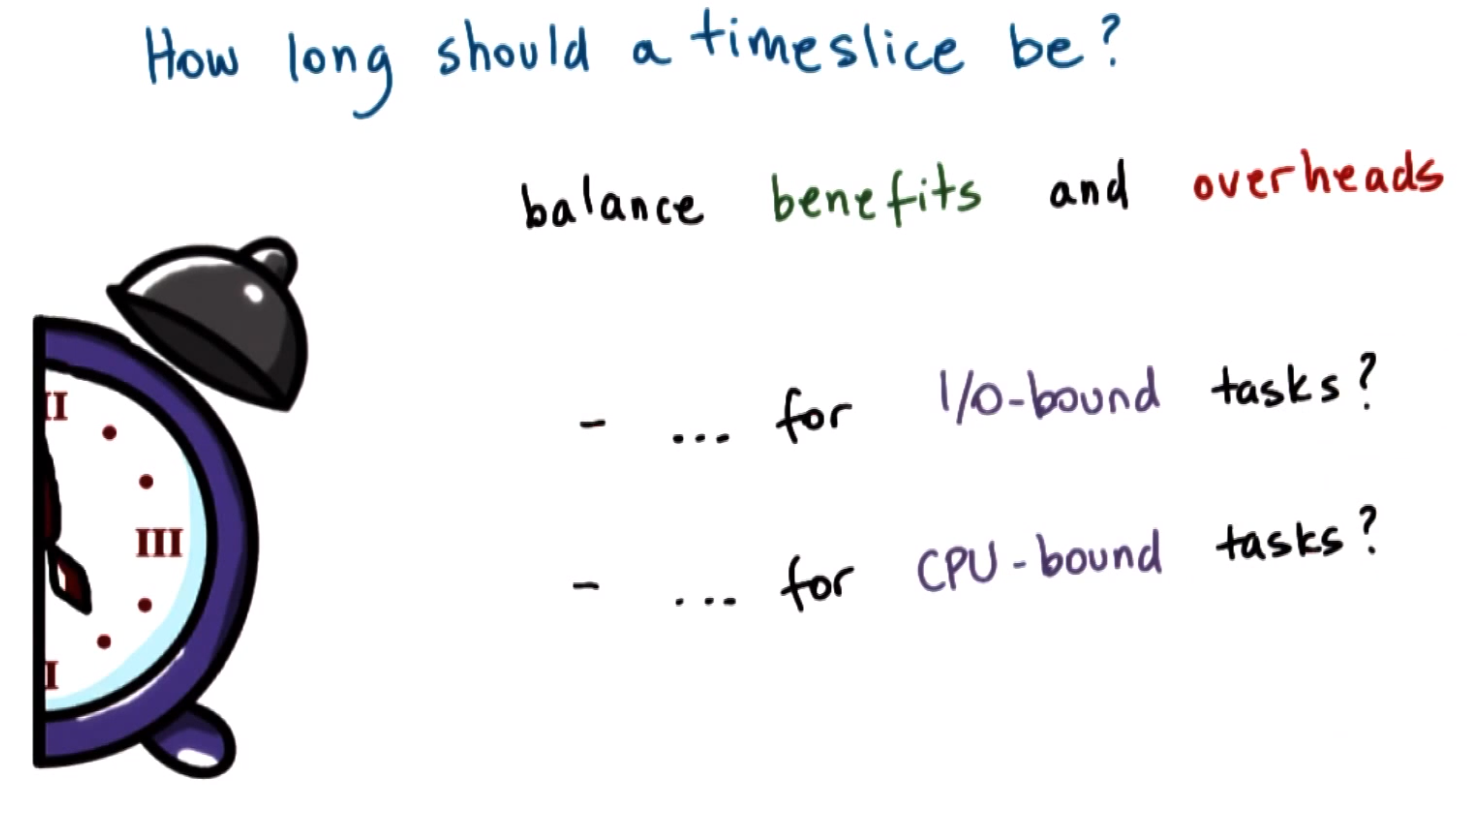 How long should a timeslice be?
balance benefits and overheads
- ... for I/O-bound tasks?
- ... for CPU-bound tasks?
II
III
I